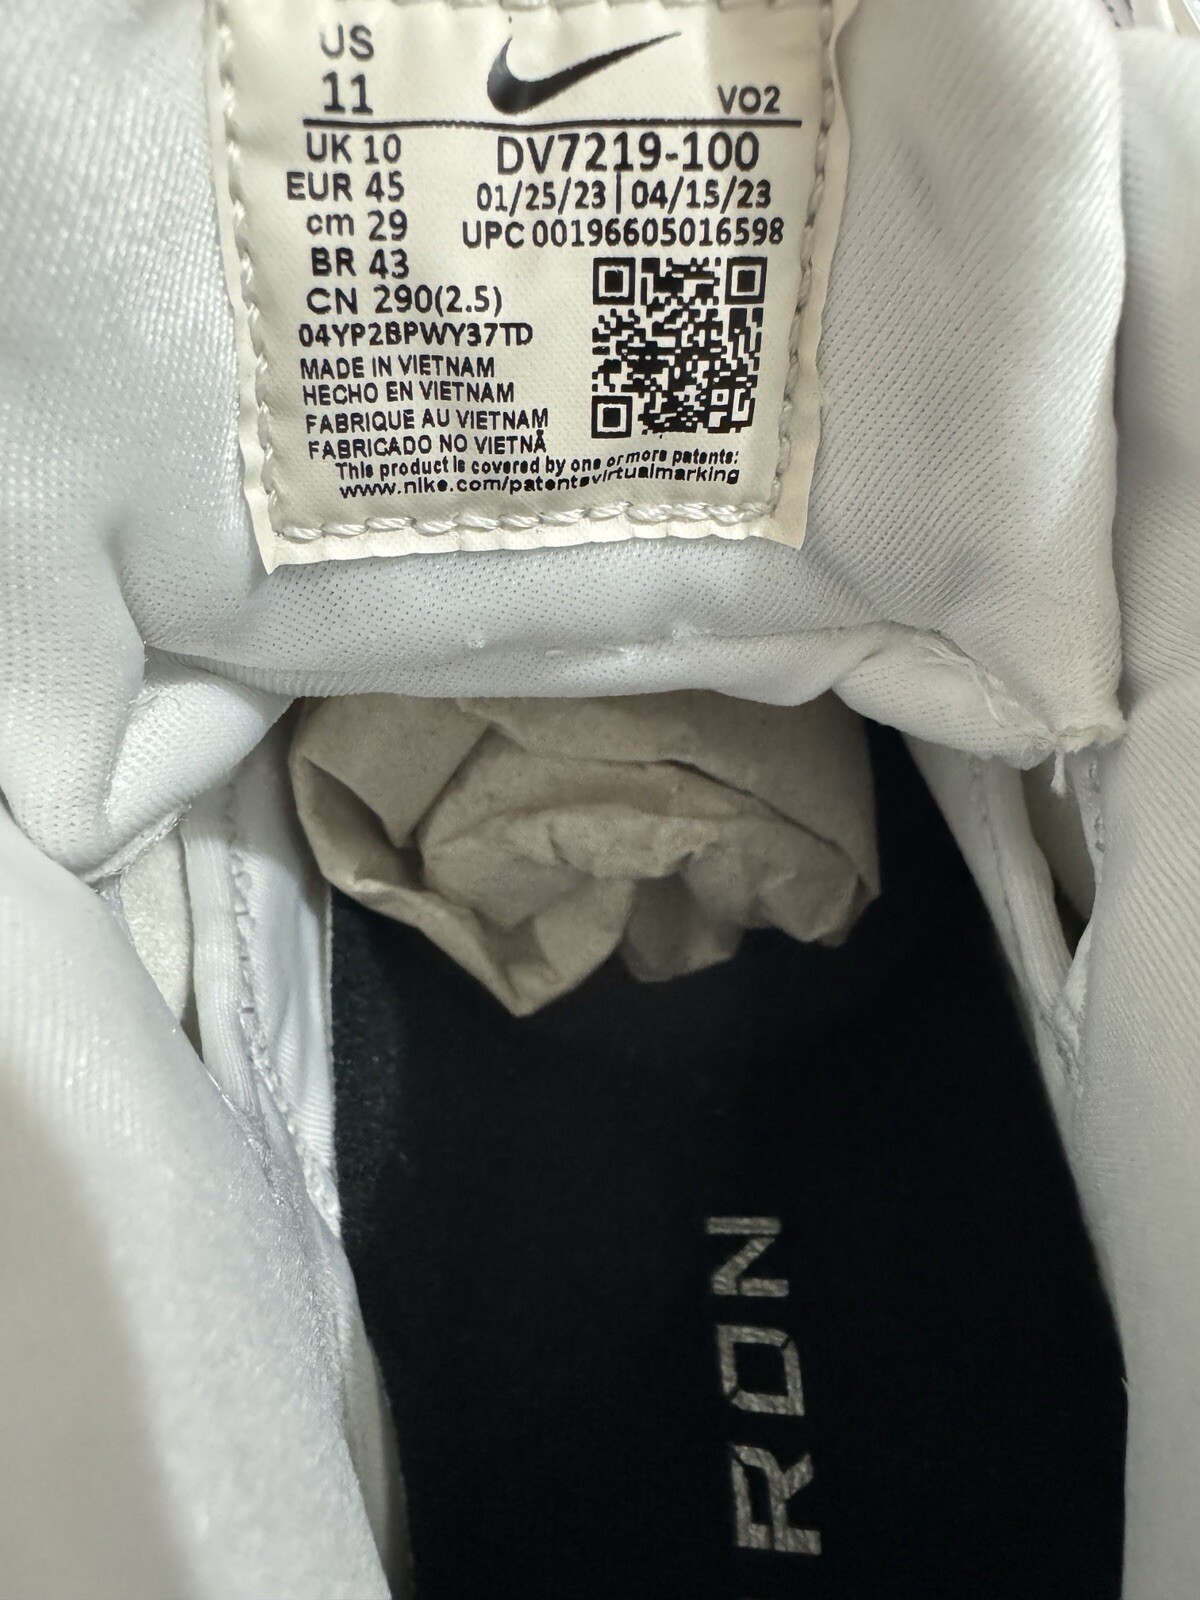 US
11
VO2
UK 10
EUR 45
cm 29
BR 43
CN 290(2.5)
DV7219-100
01/25/23 | 04/15/23
UPC 00196605016598
04YP2BPWY37TD
MADE IN VIETNAM
HECHO EN VIETNAM
FABRIQUE AU VIETNAM
FABRICADO NO VIETNÃ
This product is covered by one or more patents:
www.nike.com/patentsvirtualmarking
RON